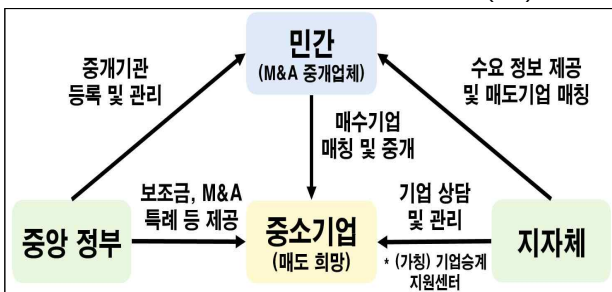 민간
(M&A 중개업체)
중개기관
등록 및 관리
수요 정보 제공
및 매도기업 매칭
매수기업
매칭 및 중개
보조금, M&A
특례 등 제공
기업 상담
및 관리
중앙 정부
중소기업
(매도 희망)
지자체
* (가칭) 기업승계
지원센터